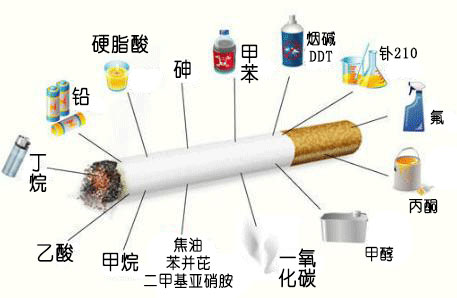 硬脂酸
砷
甲
苯
烟碱
DDT
钋210
铅
氟
丁
烷
丙酮
乙酸
甲烷
焦油
苯并芘
二甲基亚硝胺
一氧
化碳
甲醇